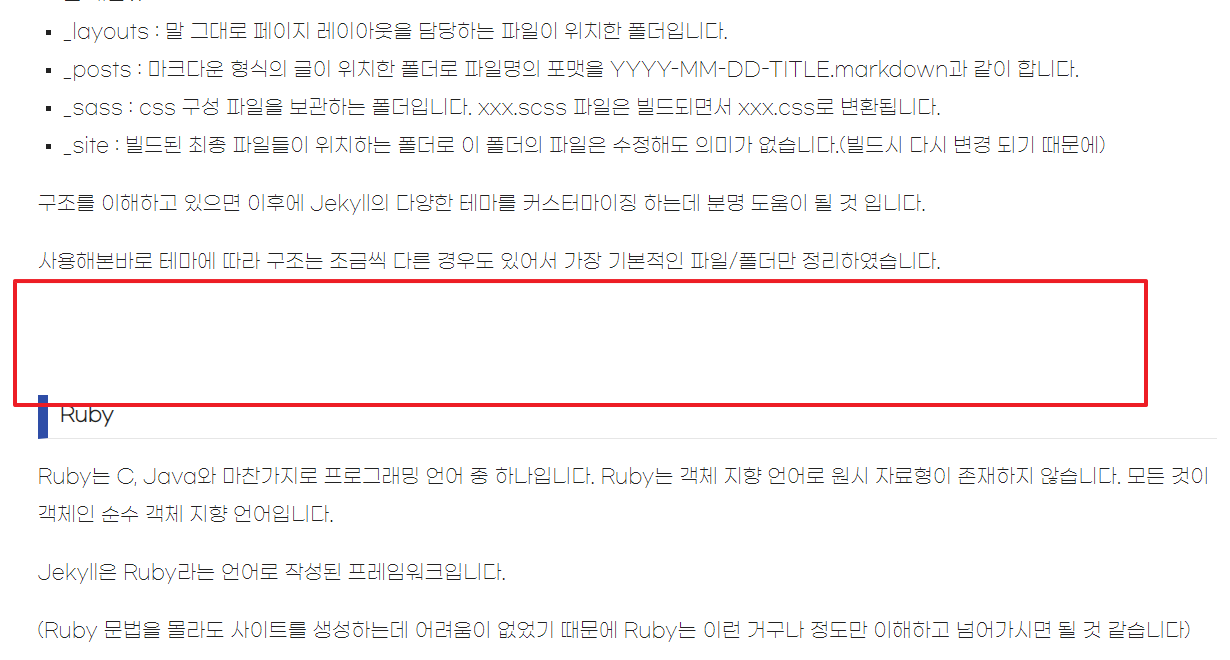 _layouts : 말 그대로 페이지 레이아웃을 담당하는 파일이 위치한 폴더입니다.
_posts : 마크다운 형식의 글이 위치한 폴더로 파일명의 포맷을 YYYY-MM-DD-TITLE.markdown과 같이 합니다.
_sass : css 구성 파일을 보관하는 폴더입니다. xxx.scss 파일은 빌드되면서 xxx.css로 변환됩니다.
_site : 빌드된 최종 파일들이 위치하는 폴더로 이 폴더의 파일은 수정해도 의미가 없습니다.(빌드시 다시 변경 되기 때문에)
구조를 이해하고 있으면 이후에 Jekyll의 다양한 테마를 커스터마이징 하는데 분명 도움이 될 것 입니다.
사용해본바로 테마에 따라 구조는 조금씩 다른 경우도 있어서 가장 기본적인 파일/폴더만 정리하였습니다.
Ruby
Ruby는 C, Java와 마찬가지로 프로그래밍 언어 중 하나입니다. Ruby는 객체 지향 언어로 원시 자료형이 존재하지 않습니다. 모든 것이
객체인 순수 객체 지향 언어입니다.
Jekyll은 Ruby라는 언어로 작성된 프레임워크입니다.
(Ruby 문법을 몰라도 사이트를 생성하는데 어려움이 없었기 때문에 Ruby는 이런 거구나 정도만 이해하고 넘어가시면 될 것 같습니다)